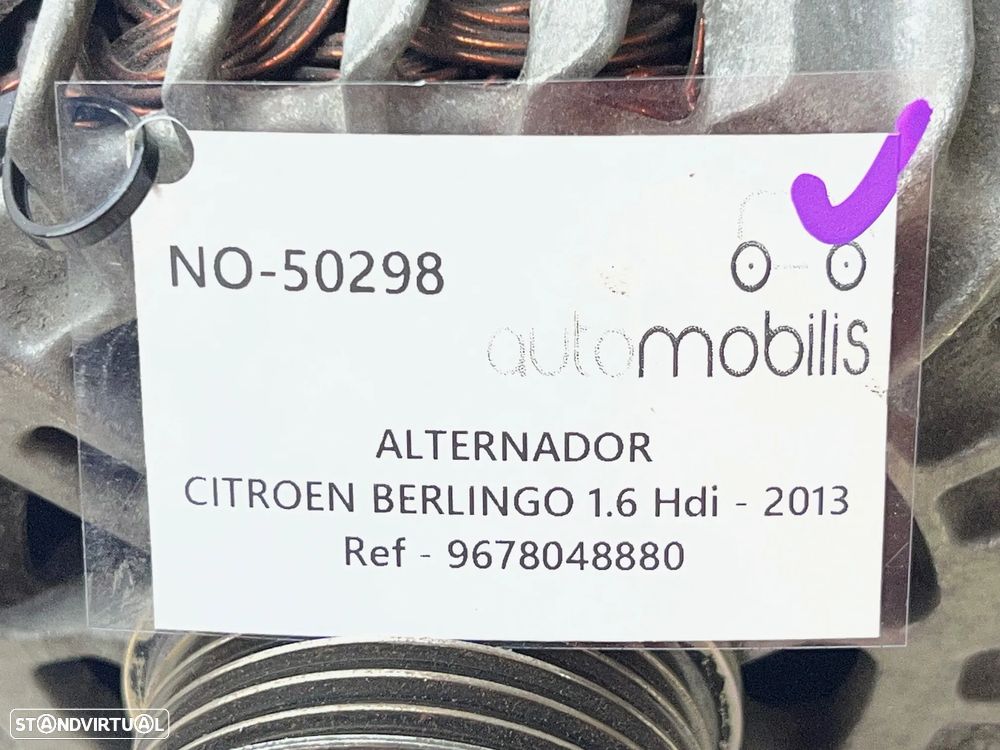 NO-50298
automobilis
ALTERNADOR
CITROEN BERLINGO 1.6 Hdi - 2013
Ref - 9678048880
STANDVIRTUAL